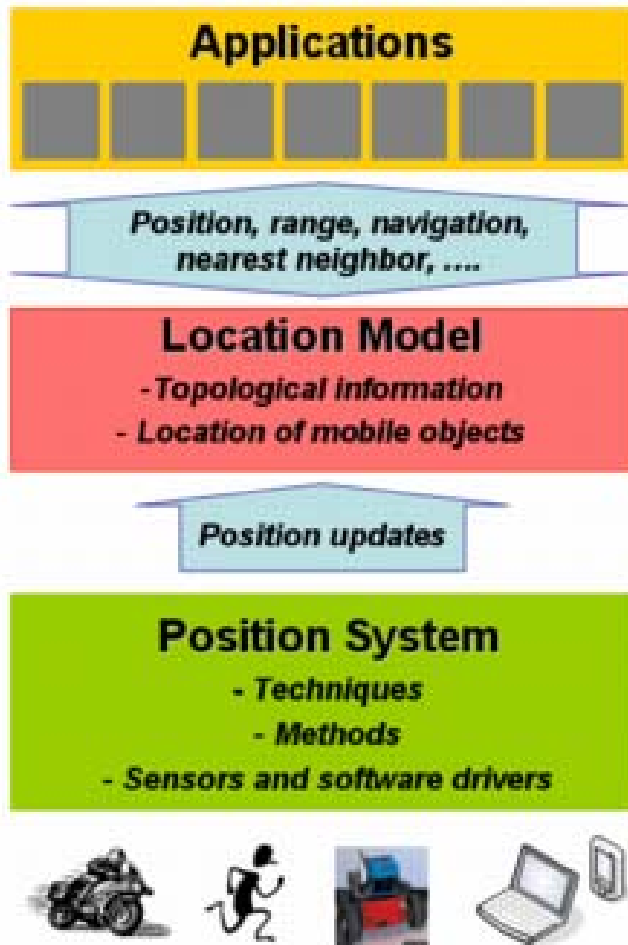 Applications
Position, range, navigation,
nearest neighbor, ....
Location Model
-Topological information
- Location of mobile objects
Position updates
Position System
- Techniques
- Methods
- Sensors and software drivers